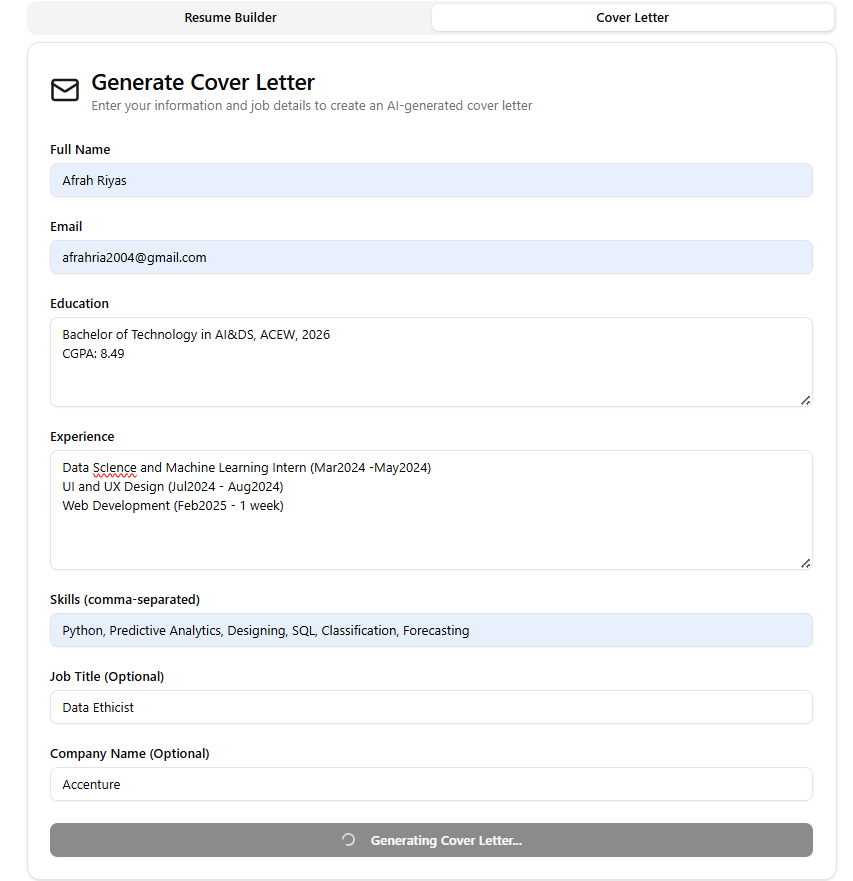 Resume Builder
Cover Letter
Generate Cover Letter
Enter your information and job details to create an AI-generated cover letter
Full Name
Afrah Riyas
Email
afrahria2004@gmail.com
Education
Bachelor of Technology in AI&DS, ACEW, 2026
CGPA: 8.49
Experience
Data Science and Machine Learning Intern (Mar2024 -May2024)
UI and UX Design (Jul2024 - Aug2024)
Web Development (Feb2025 - 1 week)
Skills (comma-separated)
Python, Predictive Analytics, Designing, SQL, Classification, Forecasting
Job Title (Optional)
Data Ethicist
Company Name (Optional)
Accenture
Generating Cover Letter...